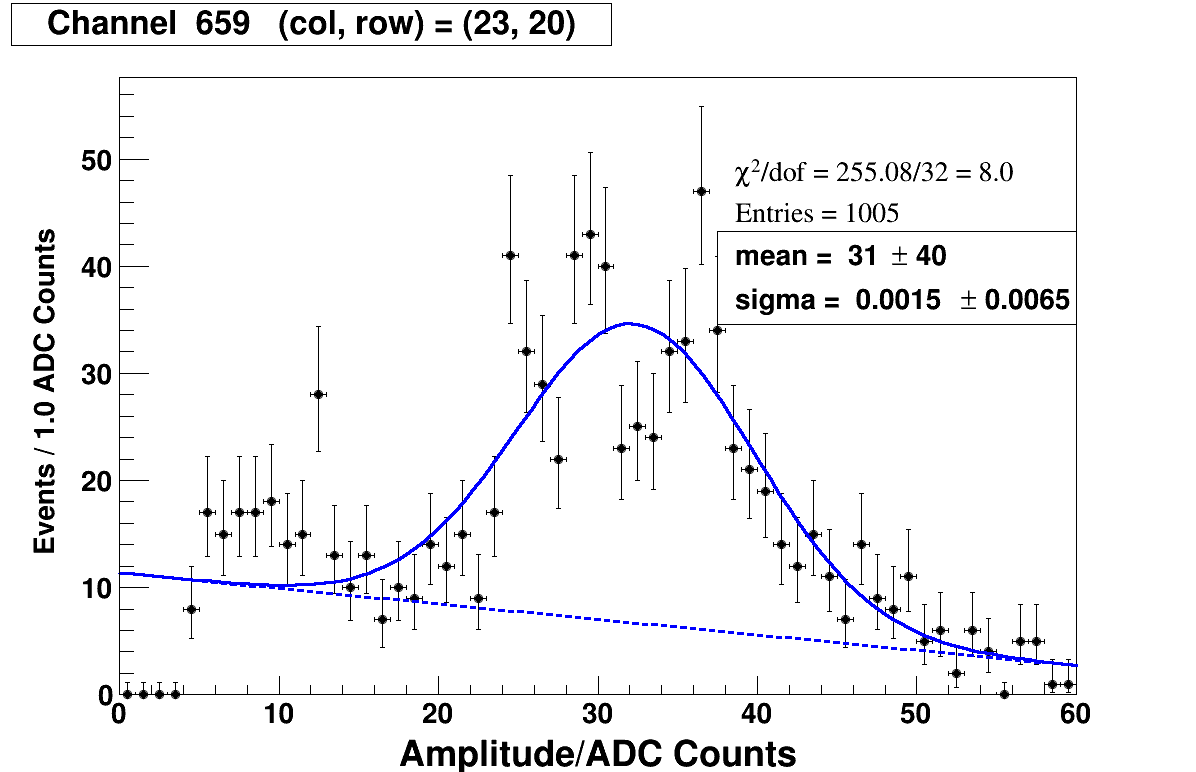 Channel 659 (col, row) = (23, 20)
χ²/dof = 255.08/32 = 8.0
Entries = 1005
mean = 31 ± 40
sigma = 0.0015 ± 0.0065
Events / 1.0 ADC Counts
50
40
30
20
10
0
0 10 20 30 40 50 60
Amplitude/ADC Counts